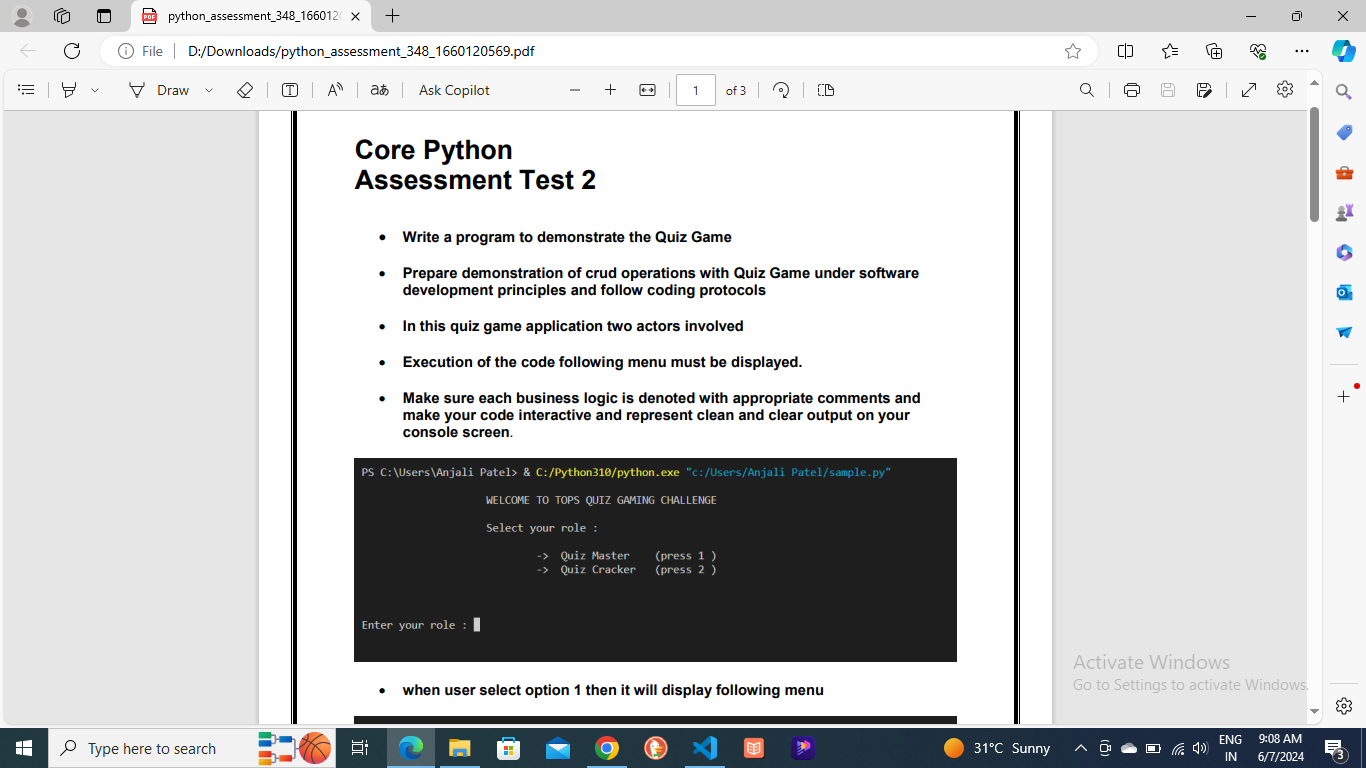 python_assessment_348_166012
File D:/Downloads/python_assessment_348_1660120569.pdf
Draw aあ Ask Copilot 1 of 3
Core Python
Assessment Test 2
• Write a program to demonstrate the Quiz Game
• Prepare demonstration of crud operations with Quiz Game under software
development principles and follow coding protocols
• In this quiz game application two actors involved
• Execution of the code following menu must be displayed.
• Make sure each business logic is denoted with appropriate comments and
make your code interactive and represent clean and clear output on your
console screen.
PS C:\Users\Anjali Patel> & C:/Python310/python.exe "c:/Users/Anjali Patel/sample.py"
WELCOME TO TOPS QUIZ GAMING CHALLENGE
Select your role :
-> Quiz Master (press 1 )
-> Quiz Cracker (press 2 )
Enter your role :
• when user select option 1 then it will display following menu
Activate Windows
Go to Settings to activate Windows.
Type here to search
31°C Sunny
ENG
IN
9:08 AM
6/7/2024
3